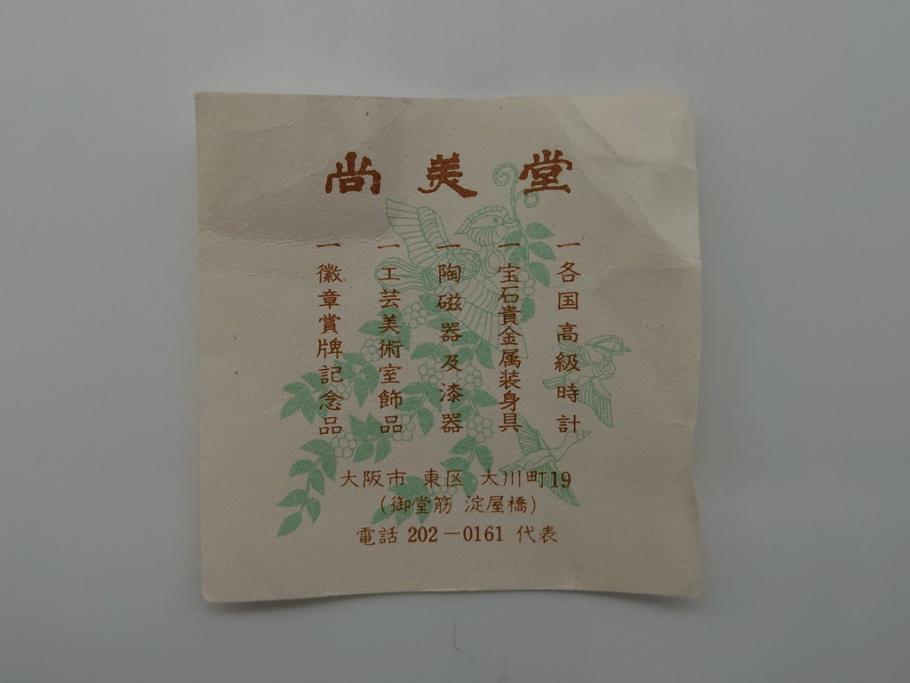 尚美堂
一各国高級時計
一宝石貴金属装身具
一陶磁器及漆器
一工芸美術室飾品
一徽章賞牌記念品
大阪市 東区 大川町19
(御堂筋 淀屋橋)
電話 202-0161 代表